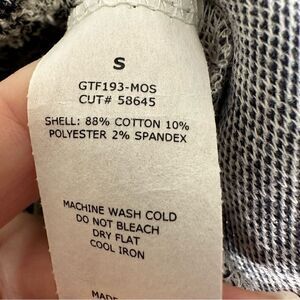 S
GTF193-MOS
CUT# 58645
SHELL: 88% COTTON 10%
POLYESTER 2% SPANDEX
MACHINE WASH COLD
DO NOT BLEACH
DRY FLAT
COOL IRON
MADE